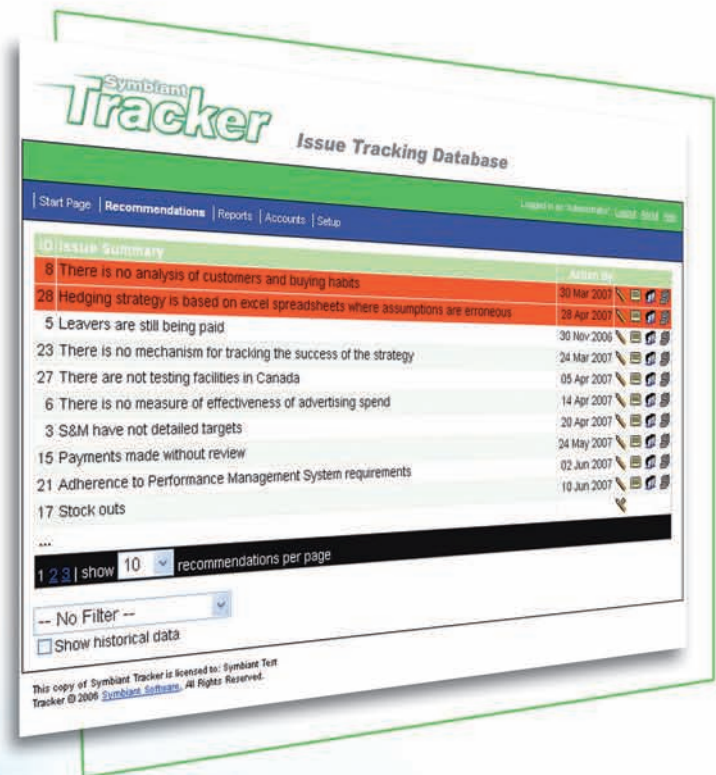 Symbiant
Tracker
Issue Tracking Database
Logged in as "Administrator": Logout About Help
Start Page | Recommendations | Reports | Accounts | Setup
ID Issue Summary Action By
8 There is no analysis of customers and buying habits 30 Mar 2007
28 Hedging strategy is based on excel spreadsheets where assumptions are erroneous 28 Apr 2007
5 Leavers are still being paid 30 Nov 2006
23 There is no mechanism for tracking the success of the strategy 24 Mar 2007
27 There are not testing facilities in Canada 05 Apr 2007
6 There is no measure of effectiveness of advertising spend 14 Apr 2007
3 S&M have not detailed targets 20 Apr 2007
15 Payments made without review 24 May 2007
21 Adherence to Performance Management System requirements 02 Jun 2007
17 Stock outs 10 Jun 2007
...
1 2 3 | show 10 recommendations per page
-- No Filter --
Show historical data
This copy of Symbiant Tracker is licensed to: Symbiant Test
Tracker © 2006 Symbiant Software. All Rights Reserved.